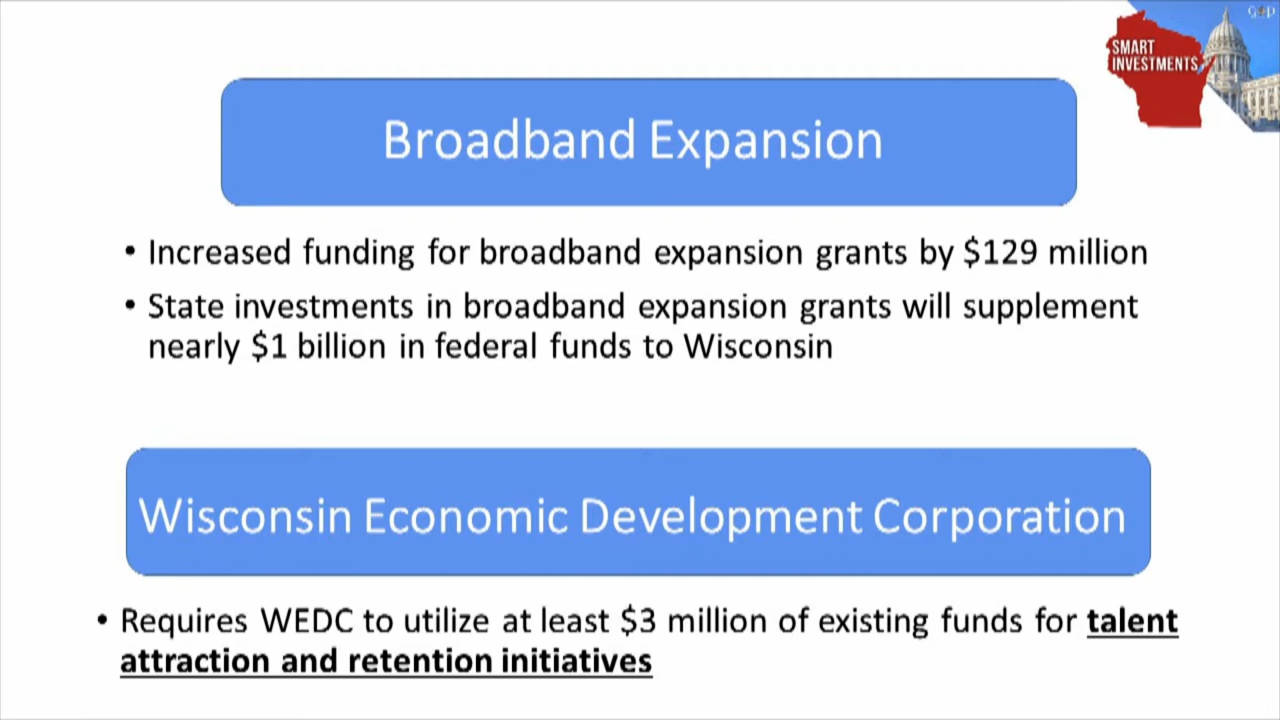 GOP
SMART
INVESTMENTS
Broadband Expansion
• Increased funding for broadband expansion grants by $129 million
• State investments in broadband expansion grants will supplement
nearly $1 billion in federal funds to Wisconsin
Wisconsin Economic Development Corporation
• Requires WEDC to utilize at least $3 million of existing funds for talent
attraction and retention initiatives